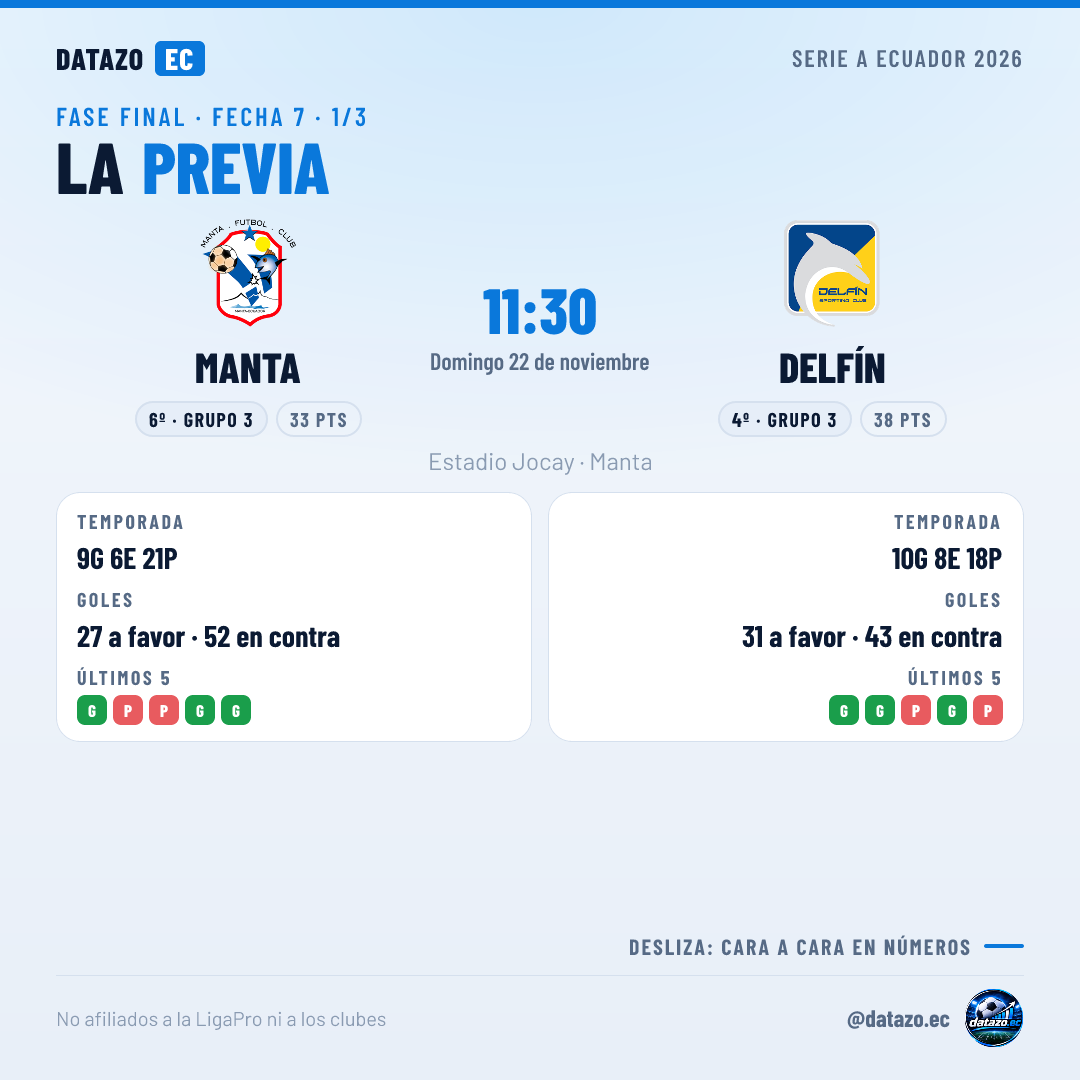 DATAZO EC
SERIE A ECUADOR 2026
FASE FINAL · FECHA 7 · 1/3
LA PREVIA
MANTA . FUTBOL . CLUB
MANTA-ECUADOR
DELFÍN
SPORTING CLUB
11:30
Domingo 22 de noviembre
MANTA
DELFÍN
6º · GRUPO 3
33 PTS
4º · GRUPO 3
38 PTS
Estadio Jocay · Manta
TEMPORADA
9G 6E 21P
GOLES
27 a favor · 52 en contra
ÚLTIMOS 5
G P P G G
TEMPORADA
10G 8E 18P
GOLES
31 a favor · 43 en contra
ÚLTIMOS 5
G G P G P
DESLIZA: CARA A CARA EN NÚMEROS
No afiliados a la LigaPro ni a los clubes
@datazo.ec
datazo.ec